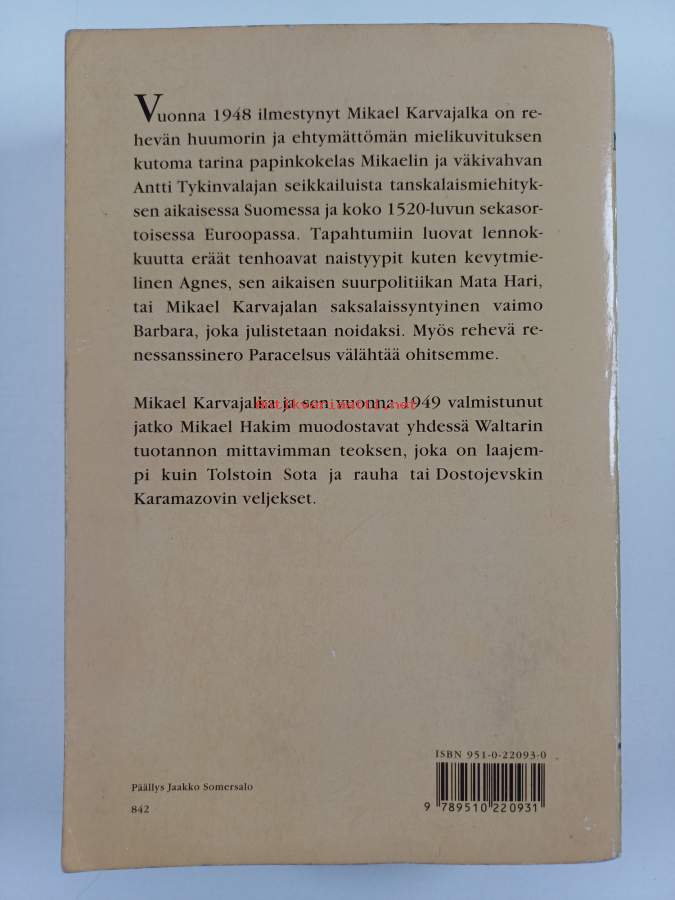 Vuonna 1948 ilmestynyt Mikael Karvajalka on re-
hevän huumorin ja ehtymättömän mielikuvituksen
kutoma tarina papinkokelas Mikaelin ja väkivahvan
Antti Tykinvalajan seikkailuista tanskalaismiehityk-
sen aikaisessa Suomessa ja koko 1520-luvun sekasor-
toisessa Euroopassa. Tapahtumiin luovat lennok-
kuutta eräät tenhoavat naistyypit kuten kevytmie-
linen Agnes, sen aikaisen suurpolitiikan Mata Hari,
tai Mikael Karvajalan saksalaissyntyinen vaimo
Barbara, joka julistetaan noidaksi. Myös rehevä re-
nessanssinero Paracelsus välähtää ohitsemme.
Mikael Karvajalka ja sen vuonna 1949 valmistunut
jatko Mikael Hakim muodostavat yhdessä Waltarin
tuotannon mittavimman teoksen, joka on laajem-
pi kuin Tolstoin Sota ja rauha tai Dostojevskin
Karamazovin veljekset.
ISBN 951-0-22093-0
Päällys Jaakko Somersalo
842
9 789510 220931